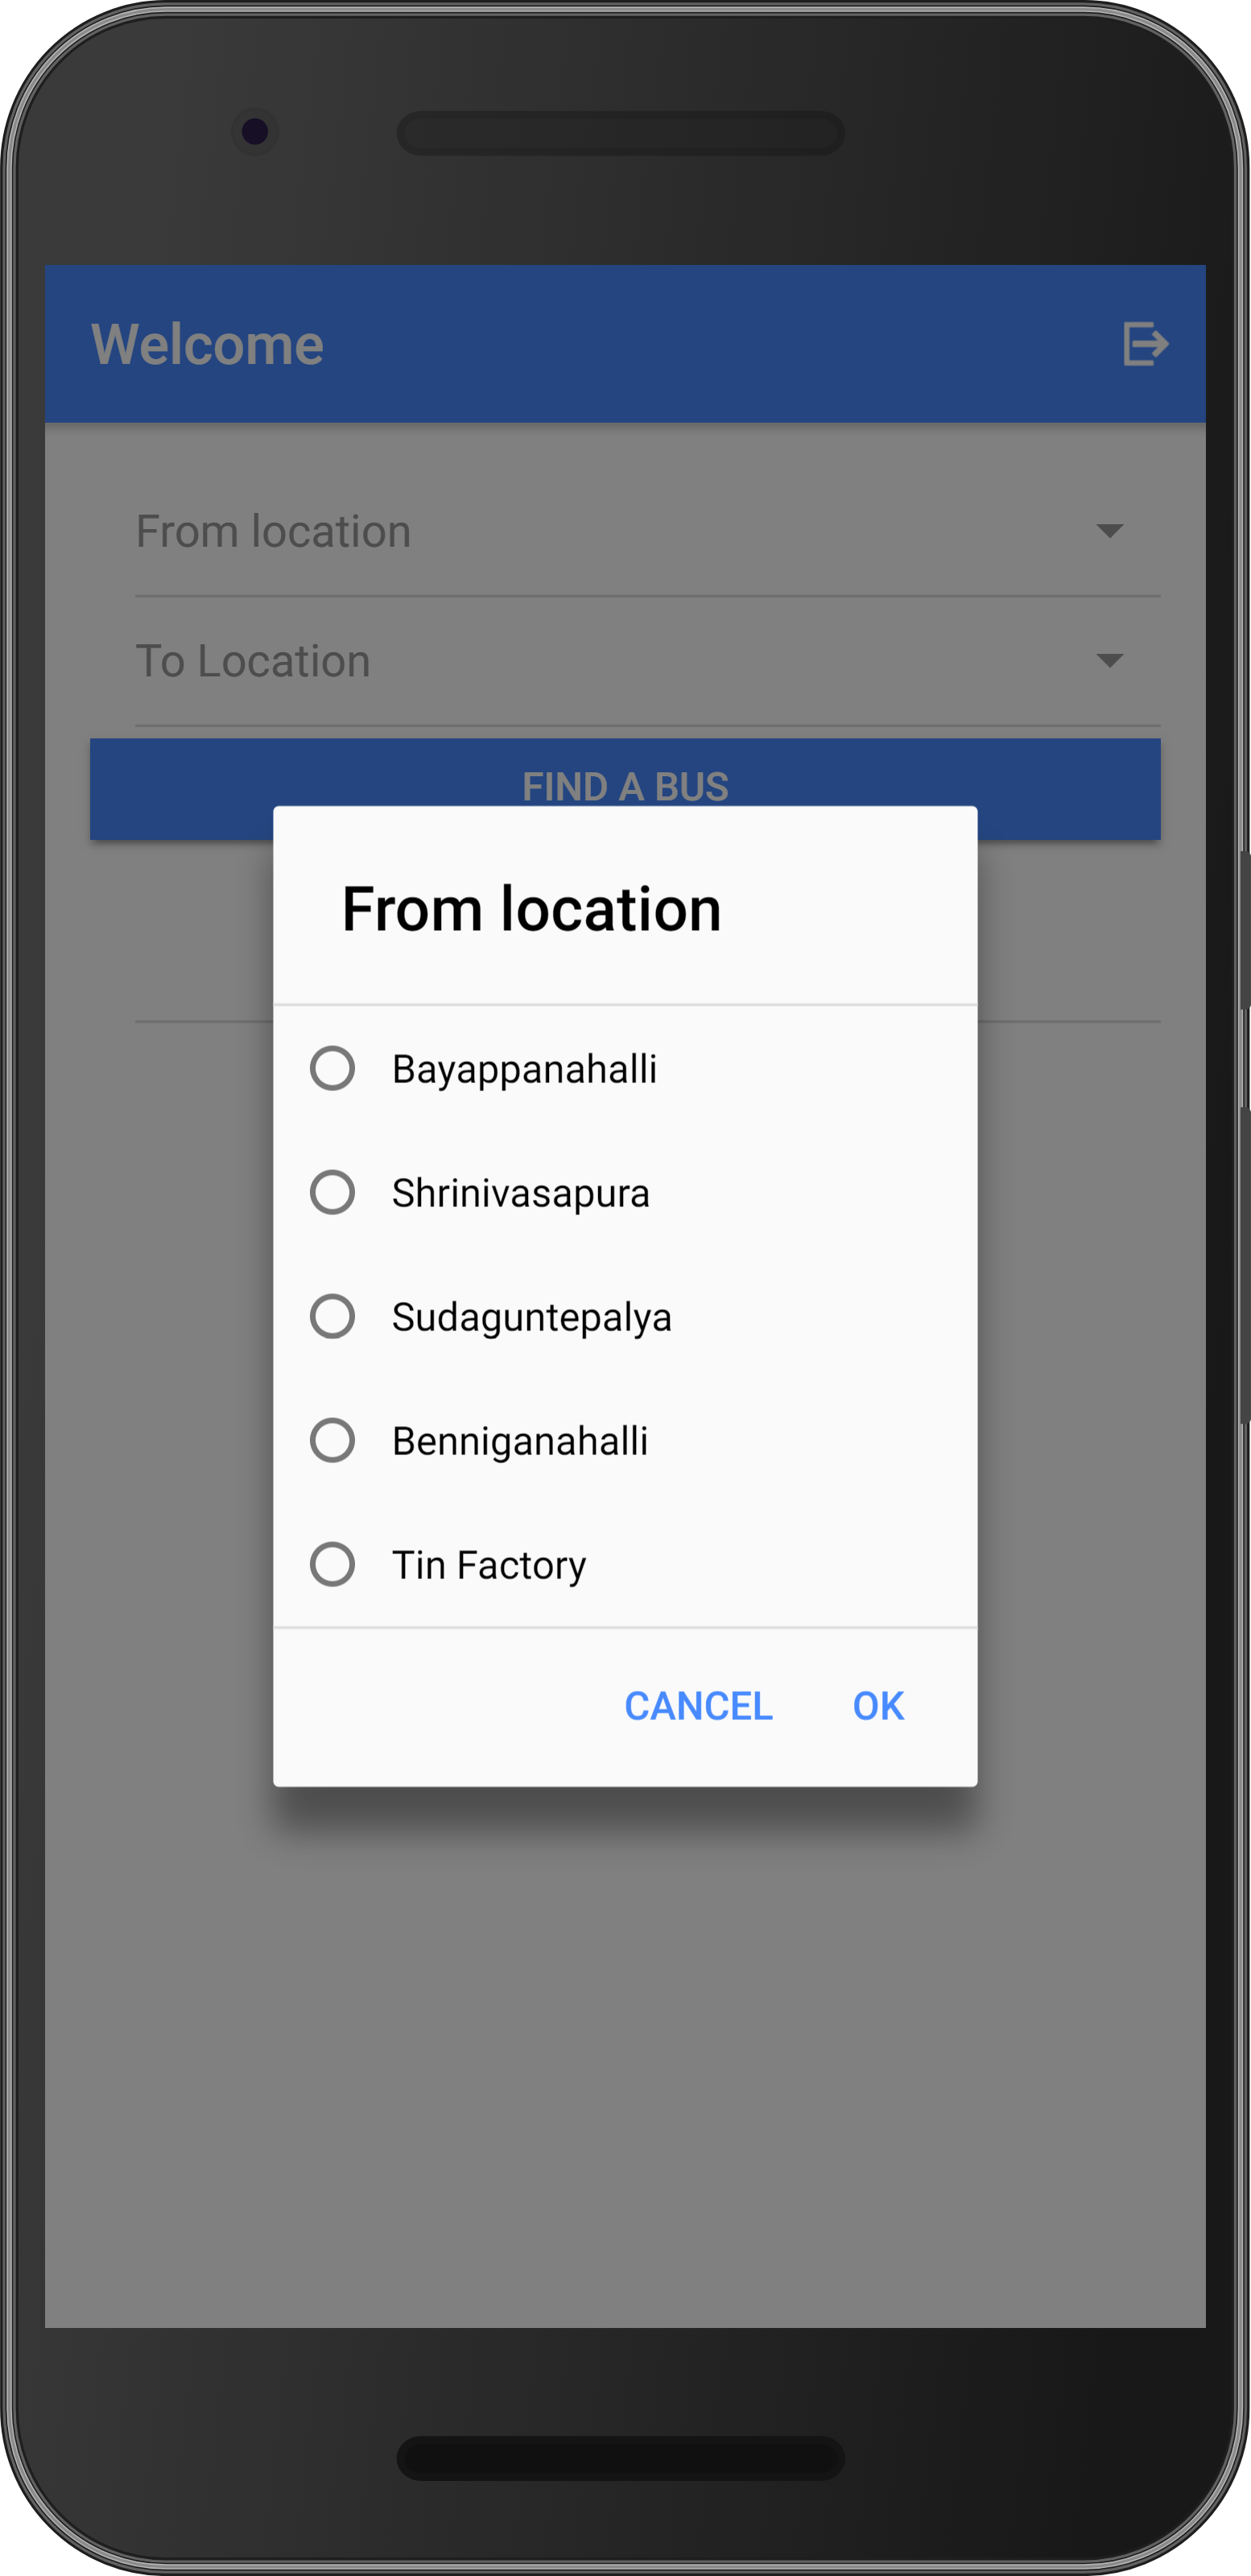 Welcome
From location
To Location
FIND A BUS
From location
Bayappanahalli
Shrinivasapura
Sudaguntepalya
Benniganahalli
Tin Factory
CANCEL OK